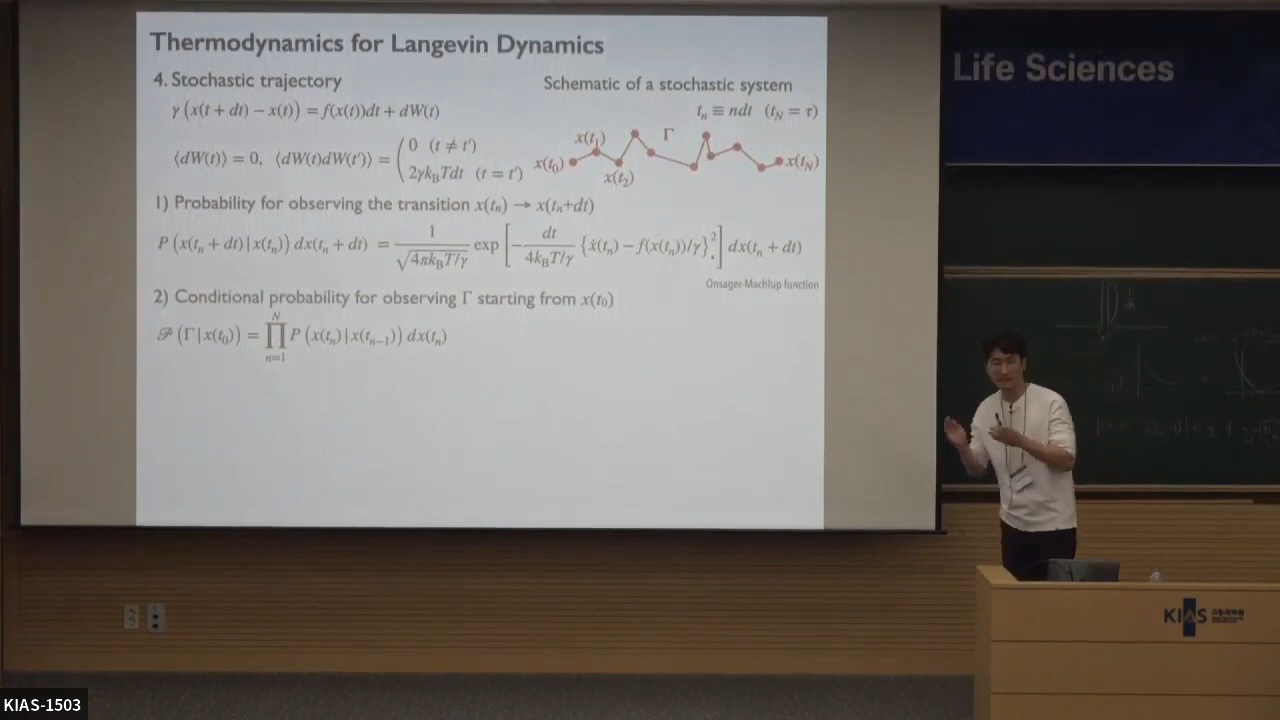 Thermodynamics for Langevin Dynamics
4. Stochastic trajectory
γ(x(t + dt) − x(t)) = f(x(t))dt + dW(t)
⟨dW(t)⟩ = 0, ⟨dW(t)dW(t′)⟩ = ( 0 (t ≠ t′)
2γk_BTdt (t = t′)
Schematic of a stochastic system
t_n ≡ ndt (t_N = τ)
x(t_1) Γ
x(t_0) x(t_N)
x(t_2)
1) Probability for observing the transition x(t_n) → x(t_n+dt)
P(x(t_n + dt)|x(t_n)) dx(t_n + dt) = 1/√(4πk_BT/γ) exp[−dt/(4k_BT/γ) {ẋ(t_n) − f(x(t_n))/γ}².] dx(t_n + dt)
Onsager-Machlup function
2) Conditional probability for observing Γ starting from x(t_0)
𝒫(Γ|x(t_0)) = ∏_{n=1}^{N} P(x(t_n)|x(t_{n−1})) dx(t_n)
Life Sciences
KIAS
KIAS-1503